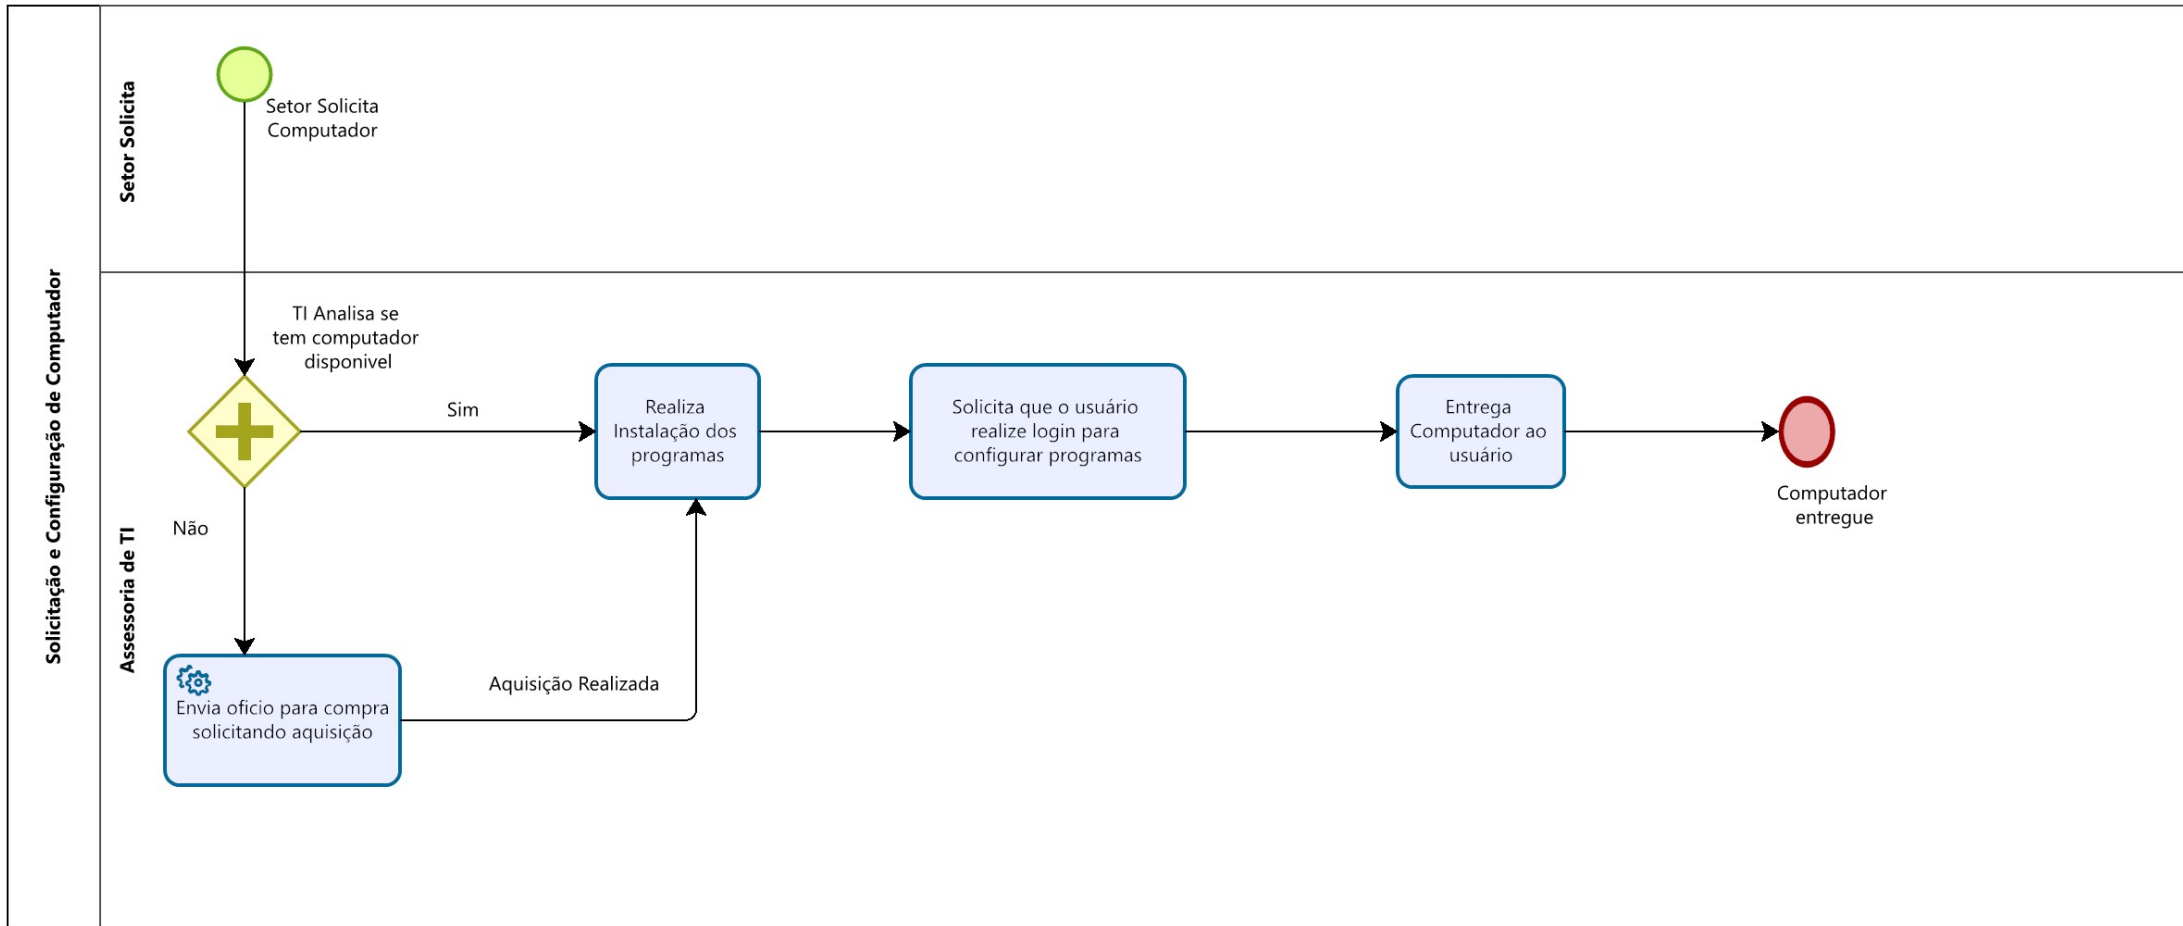 Solicitação e Configuração de Computador
Setor Solicita
Setor Solicita
Computador
Assessoria de TI
TI Analisa se
tem computador
disponivel
Sim
Não
Realiza
Instalação dos
programas
Solicita que o usuário
realize login para
configurar programas
Entrega
Computador ao
usuário
Computador
entregue
Envia oficio para compra
solicitando aquisição
Aquisição Realizada